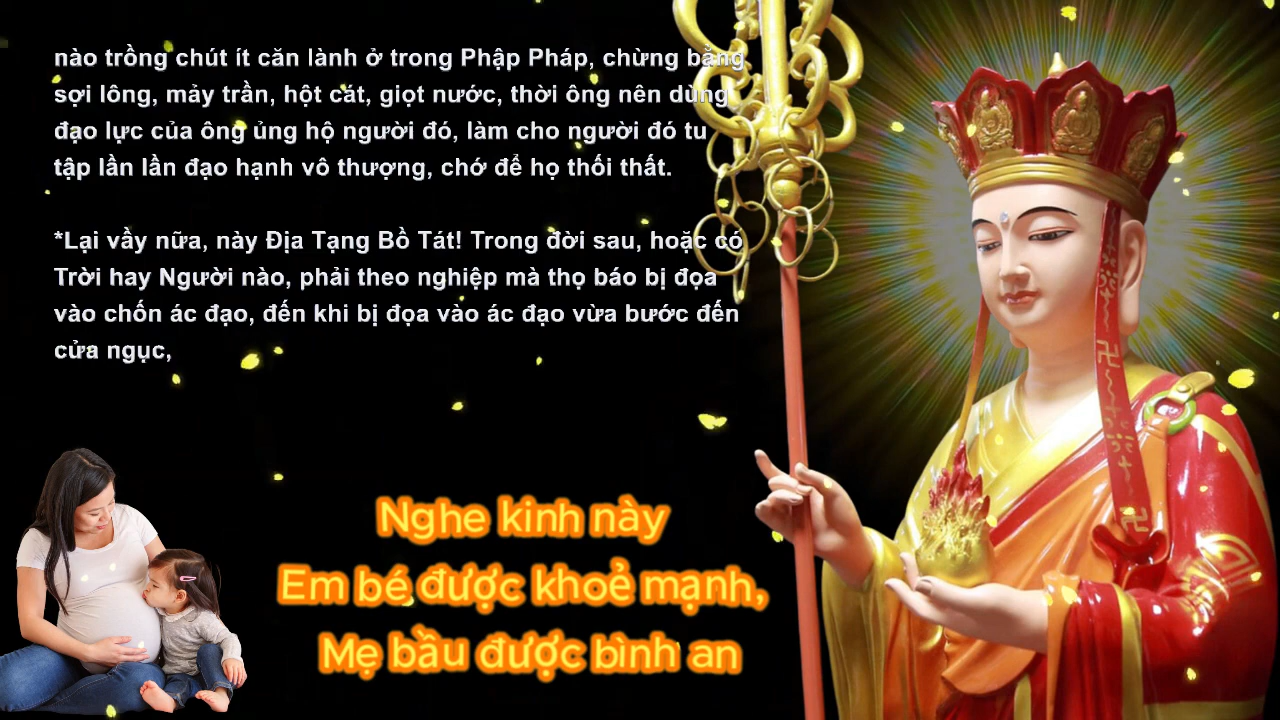 nào trồng chút ít căn lành ở trong Phập Pháp, chừng bằng
sợi lông, mảy trần, hột cát, giọt nước, thời ông nên dùng
đạo lực của ông ủng hộ người đó, làm cho người đó tu
tập lần lần đạo hạnh vô thượng, chớ để họ thối thất.
*Lại vầy nữa, này Địa Tạng Bồ Tát! Trong đời sau, hoặc có
Trời hay Người nào, phải theo nghiệp mà thọ báo bị đọa
vào chốn ác đạo, đến khi bị đọa vào ác đạo vừa bước đến
cửa ngục,
Nghe kinh này
Em bé được khoẻ mạnh,
Mẹ bầu được bình an